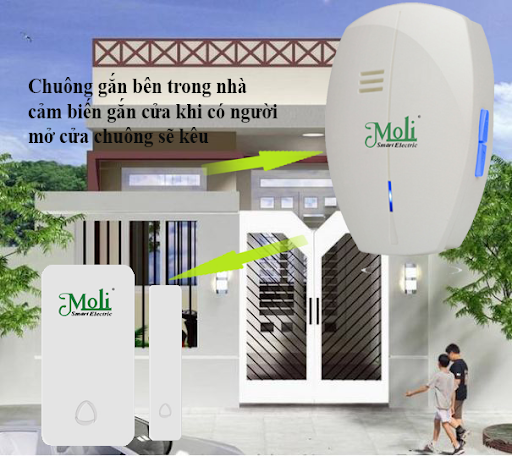 Chuông gắn bên trong nhà
cảm biến gắn cửa khi có người
mở cửa chuông sẽ kêu
Moli
Smart Electric
Moli
Smart Electric